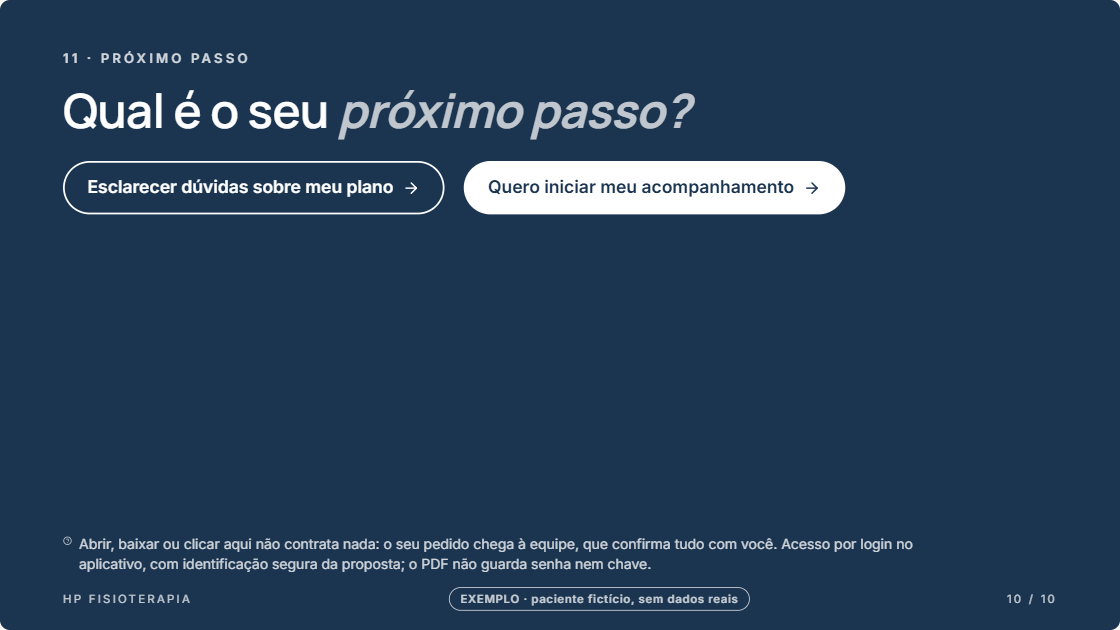 11 · PRÓXIMO PASSO
Qual é o seu próximo passo?
Esclarecer dúvidas sobre meu plano →
Quero iniciar meu acompanhamento →
Abrir, baixar ou clicar aqui não contrata nada: o seu pedido chega à equipe, que confirma tudo com você. Acesso por login no
aplicativo, com identificação segura da proposta; o PDF não guarda senha nem chave.
HP FISIOTERAPIA
EXEMPLO · paciente fictício, sem dados reais
10 / 10